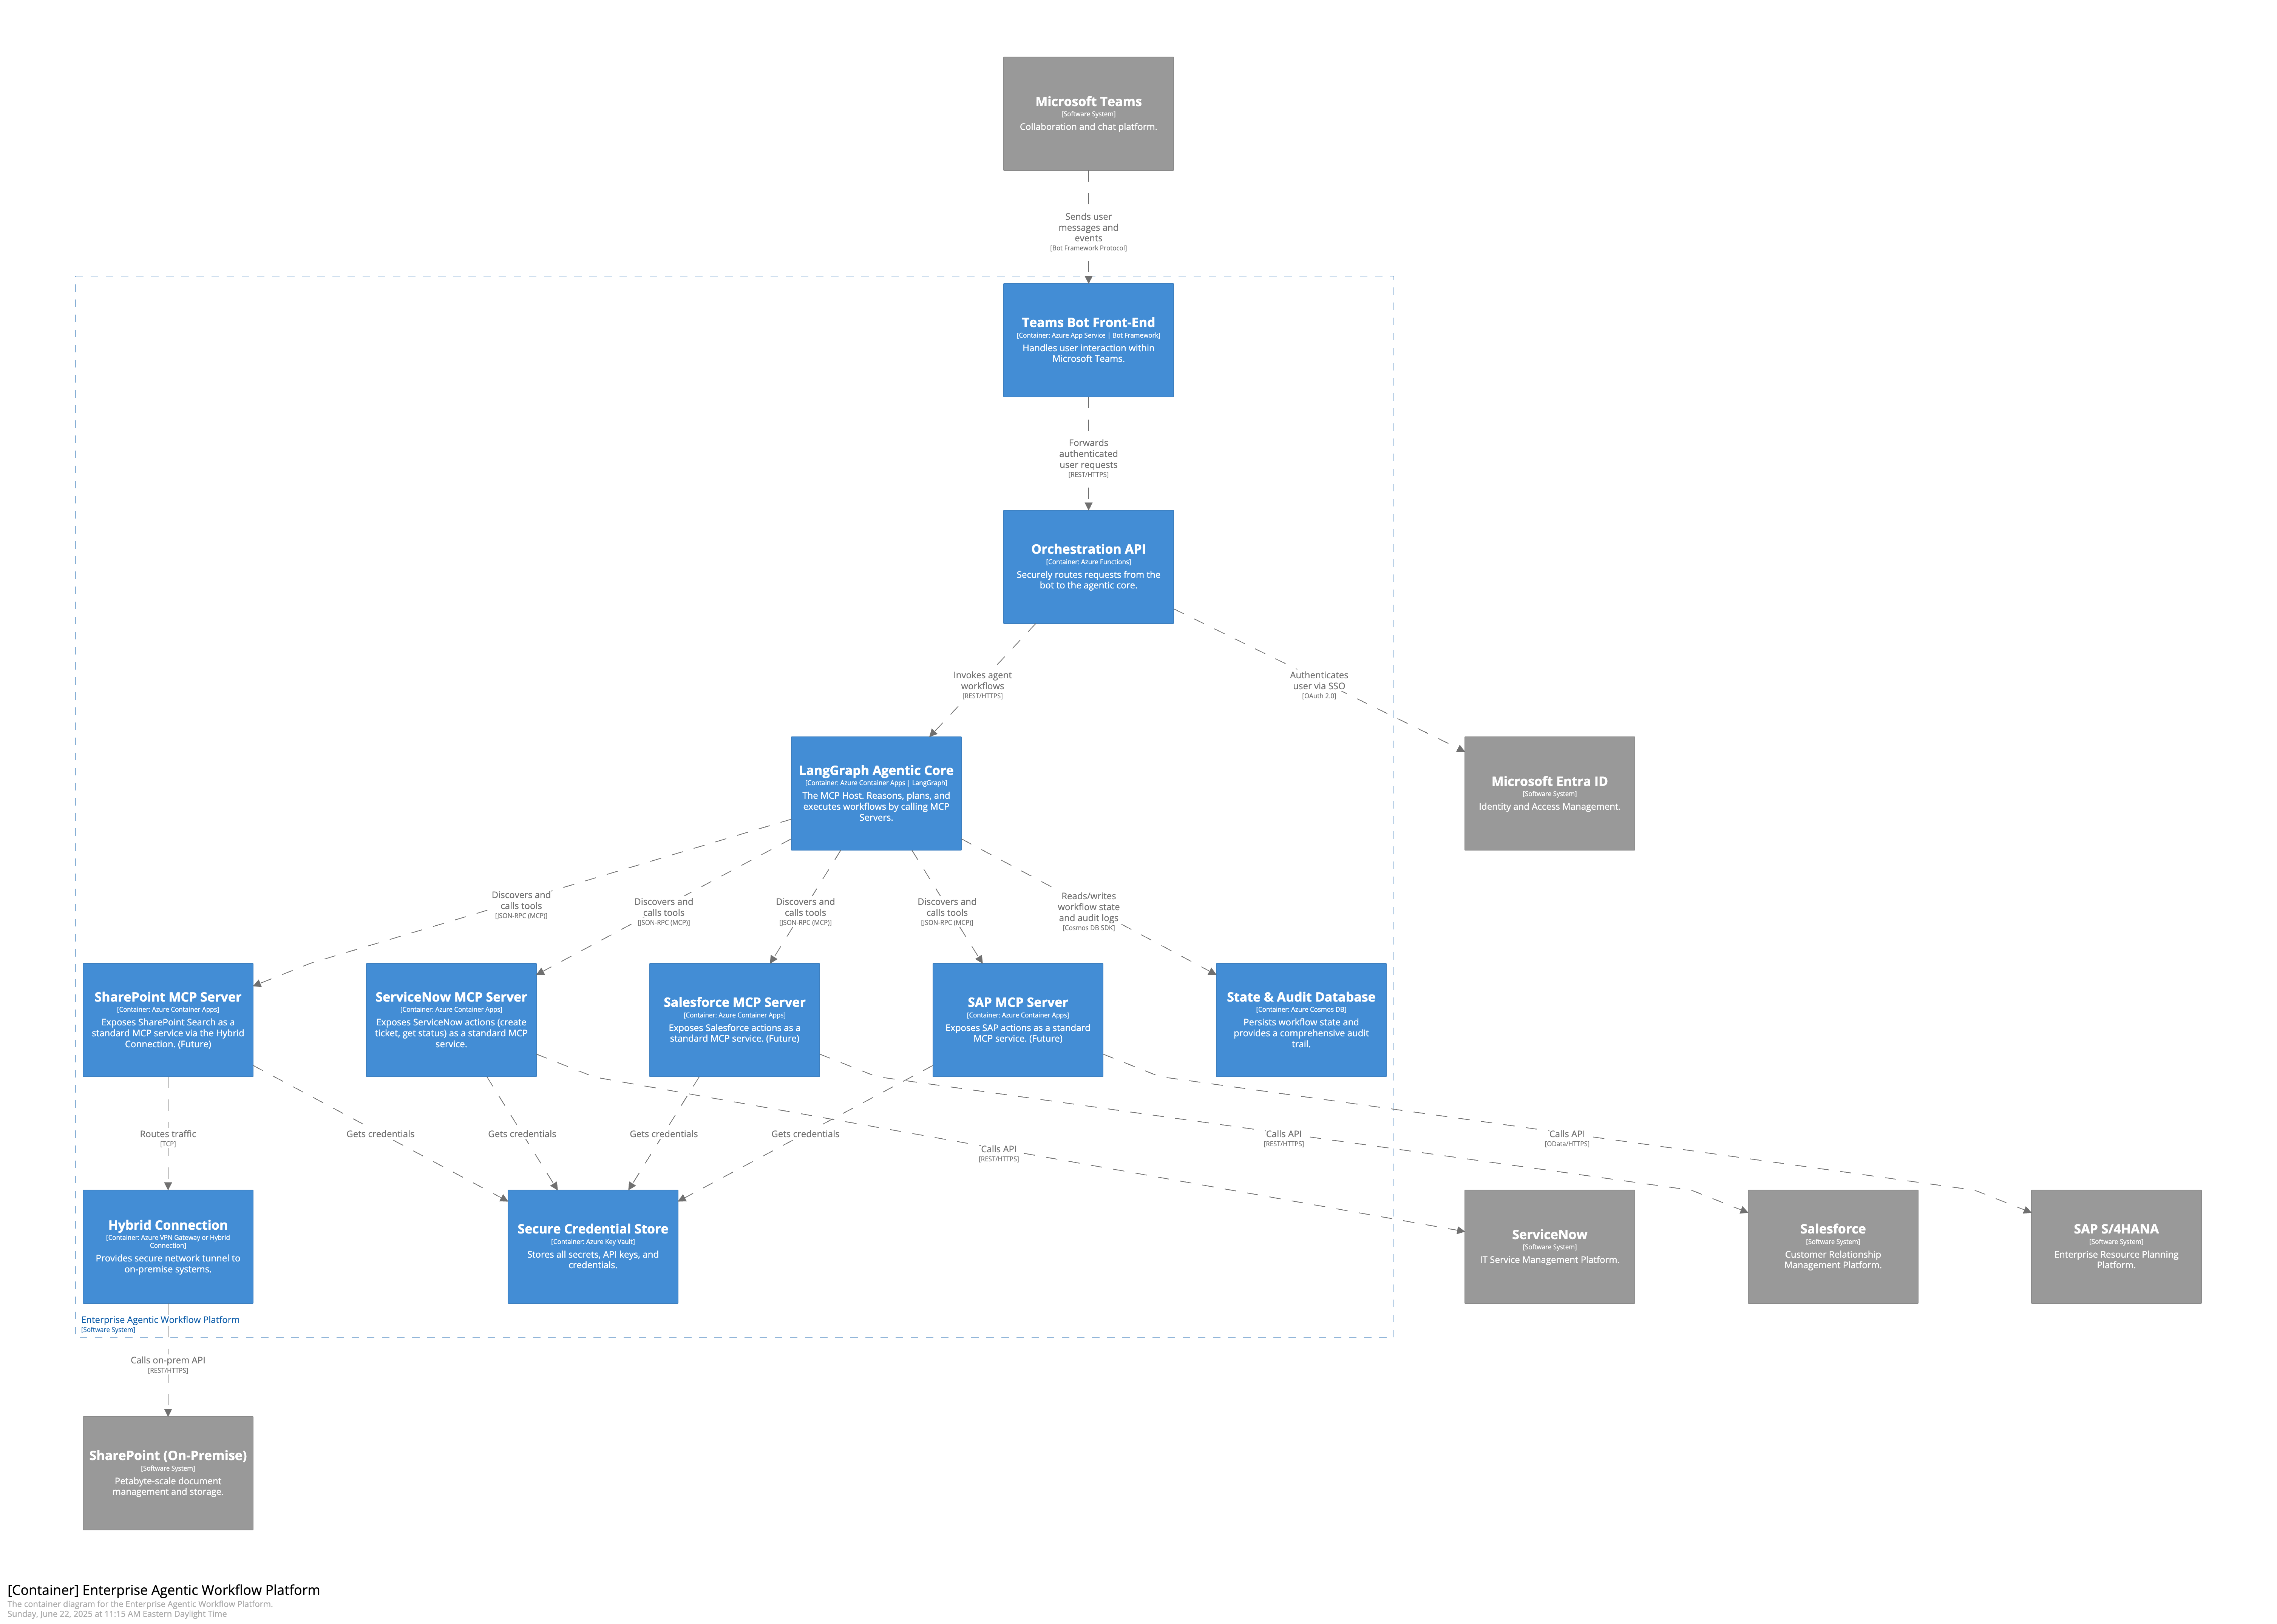 Microsoft Teams
[Software System]
Collaboration and chat platform.
Sends user
messages and
events
[Bot Framework Protocol]
Teams Bot Front-End
[Container: Azure App Service | Bot Framework]
Handles user interaction within
Microsoft Teams.
Forwards
authenticated
user requests
[REST/HTTPS]
Orchestration API
[Container: Azure Functions]
Securely routes requests from the
bot to the agentic core.
Invokes agent
workflows
[REST/HTTPS]
Authenticates
user via SSO
[OAuth 2.0]
LangGraph Agentic Core
[Container: Azure Container Apps | LangGraph]
The MCP Host. Reasons, plans, and
executes workflows by calling MCP
Servers.
Microsoft Entra ID
[Software System]
Identity and Access Management.
Discovers and
calls tools
[JSON-RPC (MCP)]
Discovers and
calls tools
[JSON-RPC (MCP)]
Discovers and
calls tools
[JSON-RPC (MCP)]
Discovers and
calls tools
[JSON-RPC (MCP)]
Reads/writes
workflow state
and audit logs
[Cosmos DB SDK]
SharePoint MCP Server
[Container: Azure Container Apps]
Exposes SharePoint Search as a
standard MCP service via the Hybrid
Connection. (Future)
ServiceNow MCP Server
[Container: Azure Container Apps]
Exposes ServiceNow actions (create
ticket, get status) as a standard MCP
service.
Salesforce MCP Server
[Container: Azure Container Apps]
Exposes Salesforce actions as a
standard MCP service. (Future)
SAP MCP Server
[Container: Azure Container Apps]
Exposes SAP actions as a standard
MCP service. (Future)
State & Audit Database
[Container: Azure Cosmos DB]
Persists workflow state and
provides a comprehensive audit
trail.
Routes traffic
[TCP]
Gets credentials
Gets credentials
Gets credentials
Gets credentials
Calls API
[REST/HTTPS]
Calls API
[REST/HTTPS]
Calls API
[OData/HTTPS]
Hybrid Connection
[Container: Azure VPN Gateway or Hybrid
Connection]
Provides secure network tunnel to
on-premise systems.
Secure Credential Store
[Container: Azure Key Vault]
Stores all secrets, API keys, and
credentials.
ServiceNow
[Software System]
IT Service Management Platform.
Salesforce
[Software System]
Customer Relationship
Management Platform.
SAP S/4HANA
[Software System]
Enterprise Resource Planning
Platform.
Enterprise Agentic Workflow Platform
[Software System]
Calls on-prem API
[REST/HTTPS]
SharePoint (On-Premise)
[Software System]
Petabyte-scale document
management and storage.
[Container] Enterprise Agentic Workflow Platform
The container diagram for the Enterprise Agentic Workflow Platform.
Sunday, June 22, 2025 at 11:15 AM Eastern Daylight Time